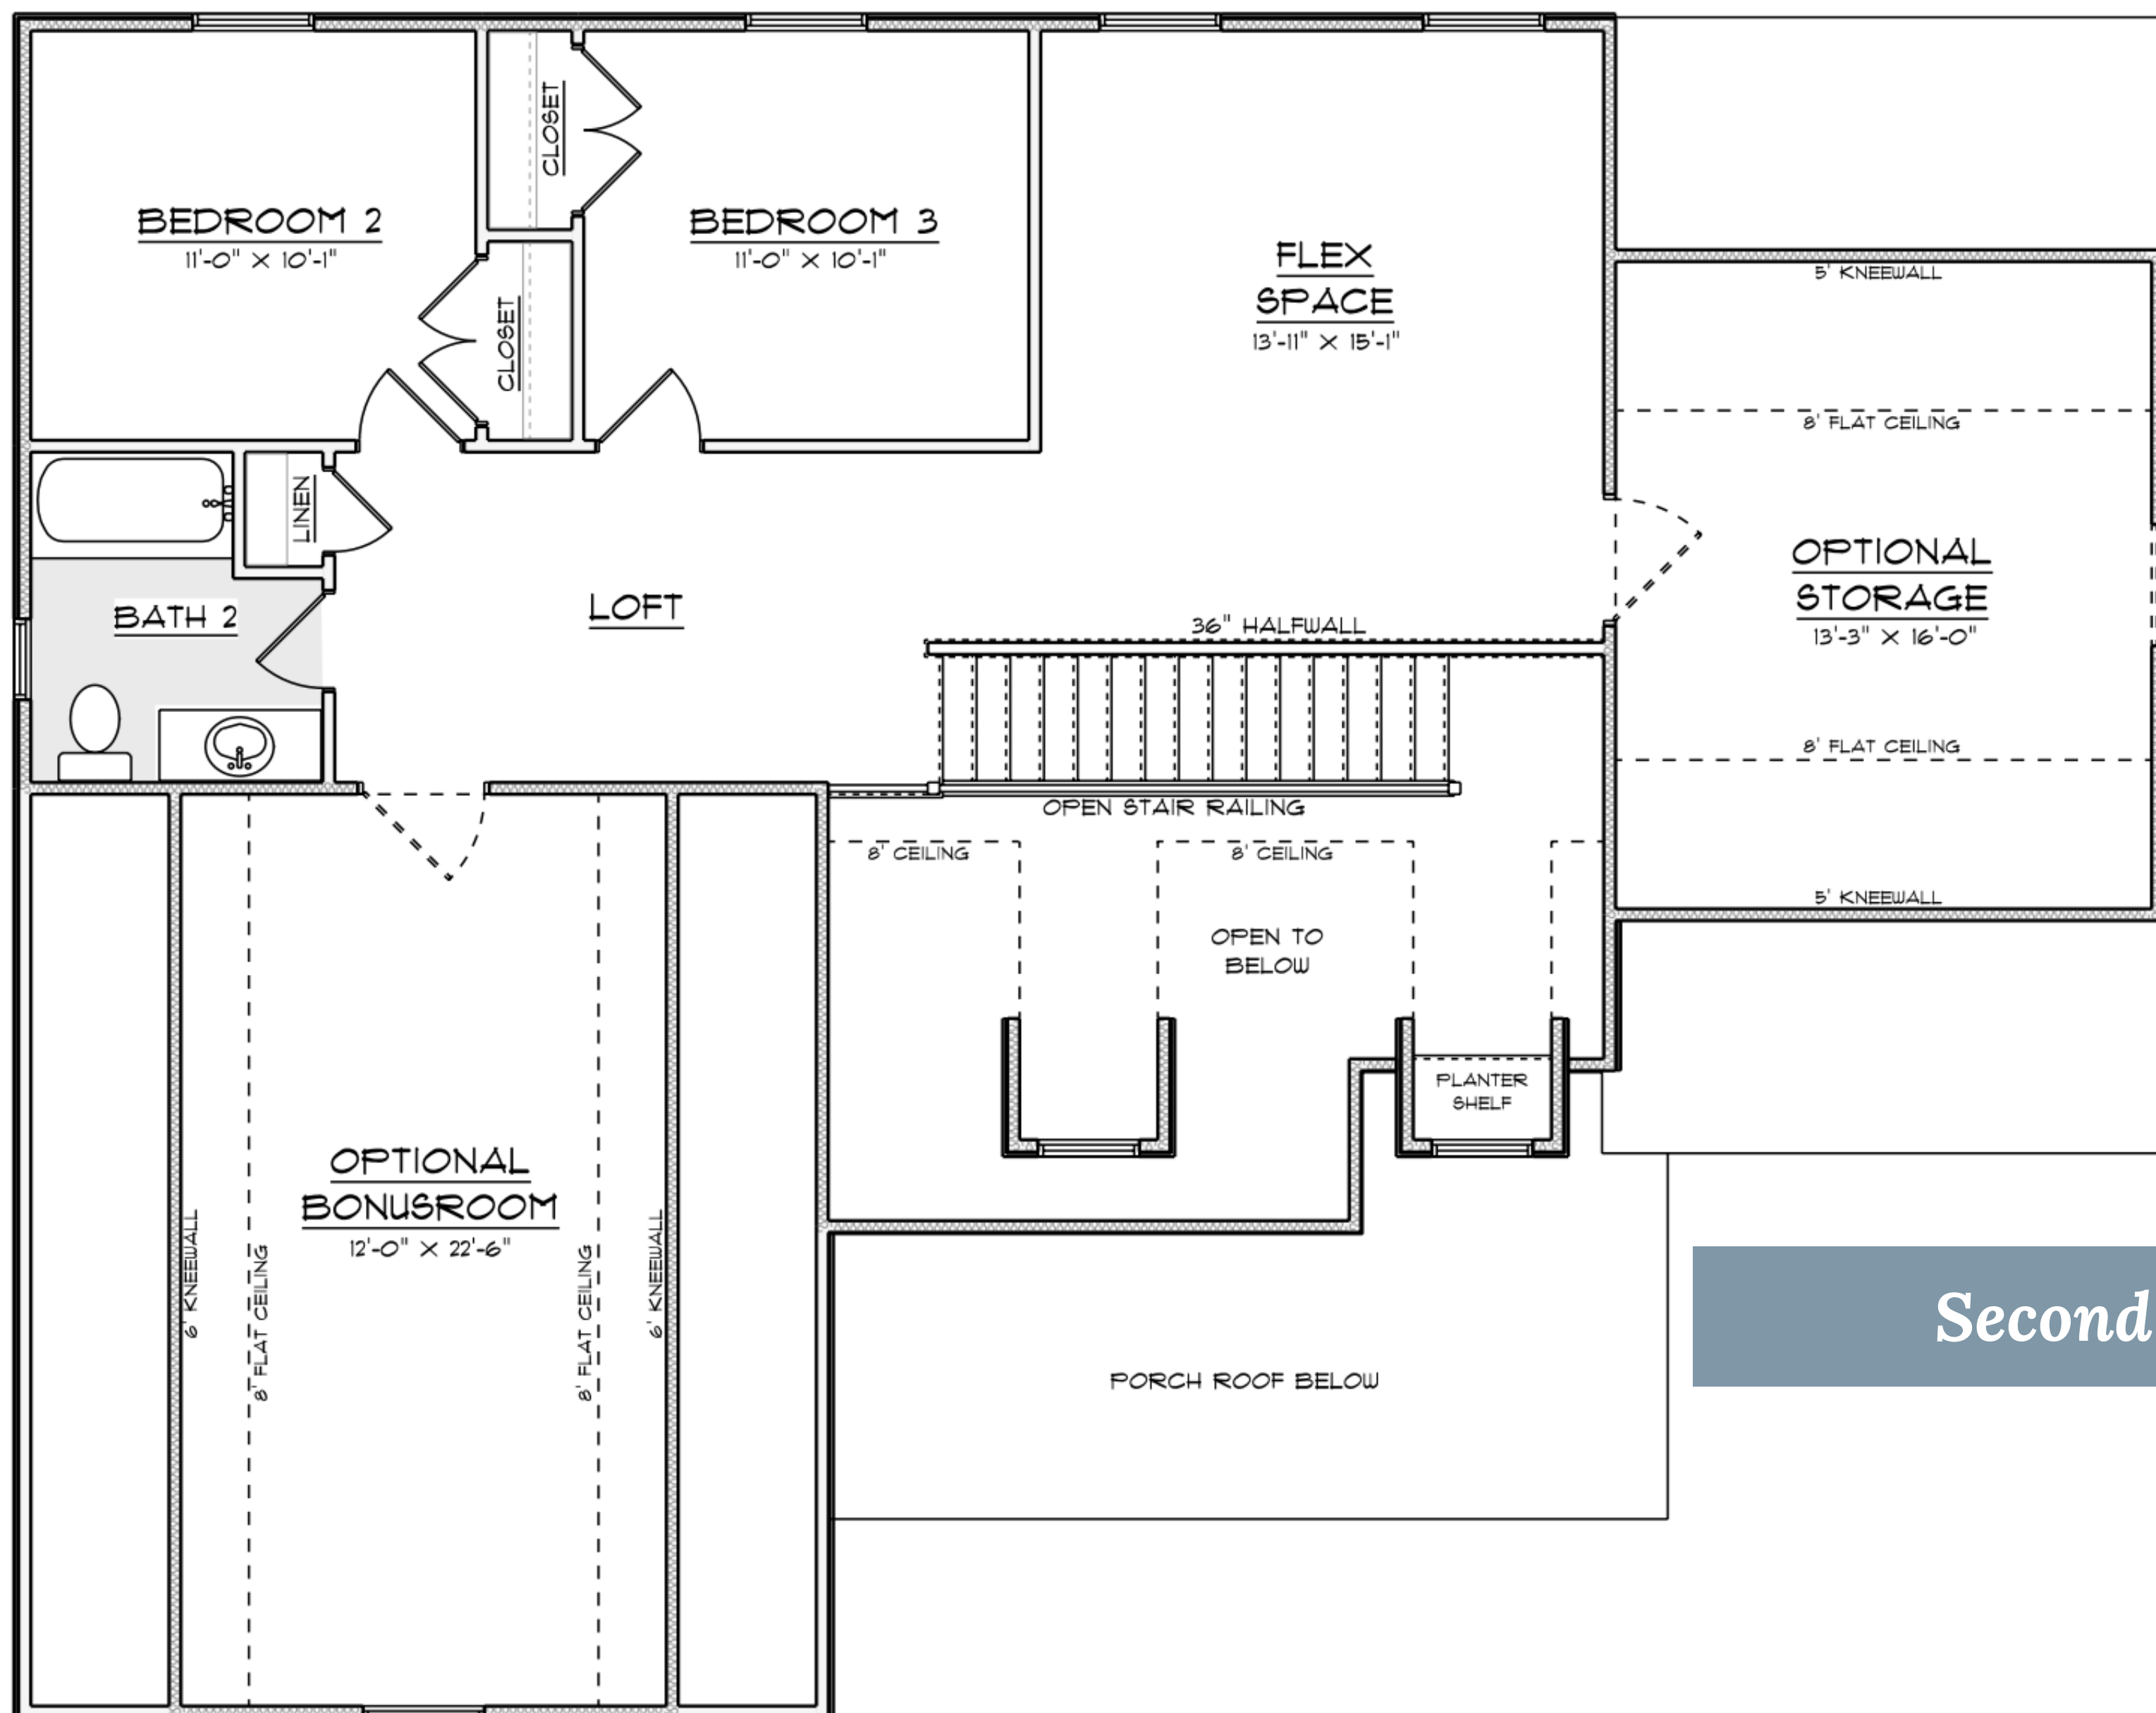 BEDROOM 2
11'-0" X 10'-1"
CLOSET
CLOSET
BEDROOM 3
11'-0" X 10'-1"
FLEX
SPACE
13'-11" X 15'-1"
5' KNEEWALL
8' FLAT CEILING
OPTIONAL
STORAGE
13'-3" X 16'-0"
8' FLAT CEILING
5' KNEEWALL
LINEN
BATH 2
LOFT
36" HALFWALL
OPEN STAIR RAILING
8' CEILING
8' CEILING
OPEN TO
BELOW
PLANTER
SHELF
OPTIONAL
BONUSROOM
12'-0" X 22'-6"
6' KNEEWALL
8' FLAT CEILING
8' FLAT CEILING
6' KNEEWALL
PORCH ROOF BELOW
Second